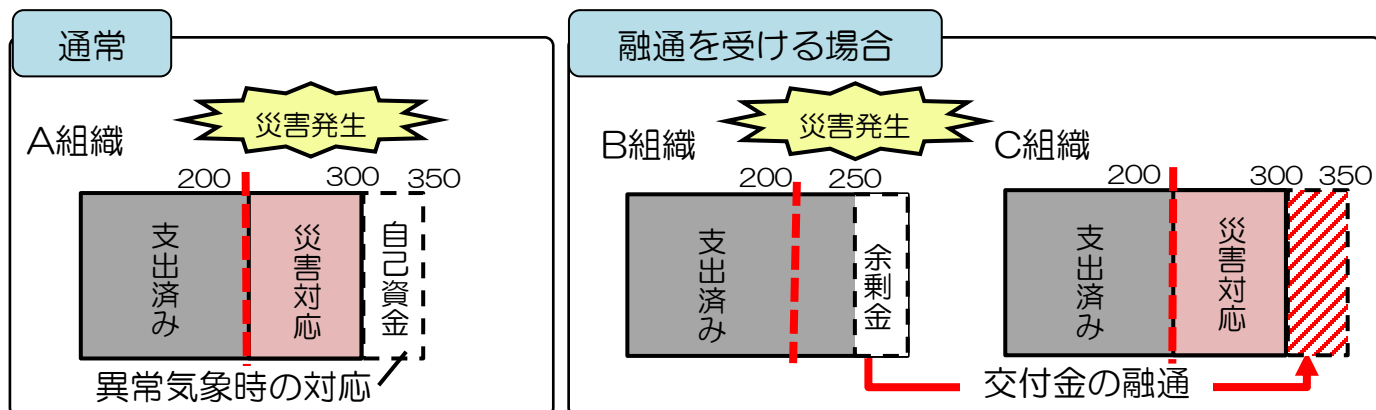 通常
災害発生
A組織
200
300
350
支出済み
災害対応
自己資金
異常気象時の対応
融通を受ける場合
災害発生
B組織
200
250
支出済み
余剰金
C組織
200
300
350
支出済み
災害対応
交付金の融通